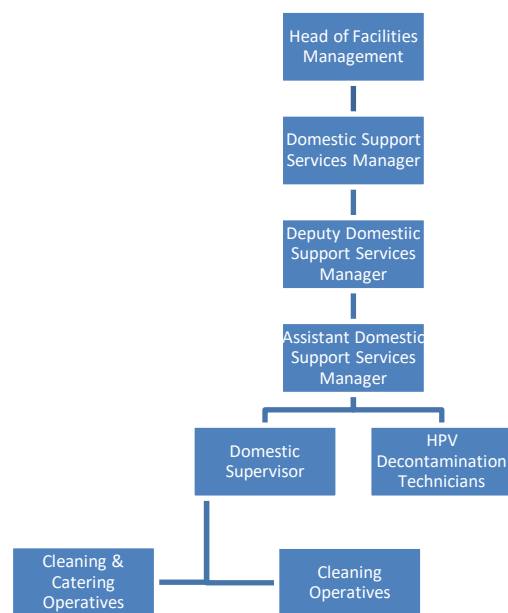 Head of Facilities
Management
Domestic Support
Services Manager
Deputy Domestiic
Support Services
Manager
Assistant Domestic
Support Services
Manager
Domestic
Supervisor
HPV
Decontamination
Technicians
Cleaning &
Catering
Operatives
Cleaning
Operatives